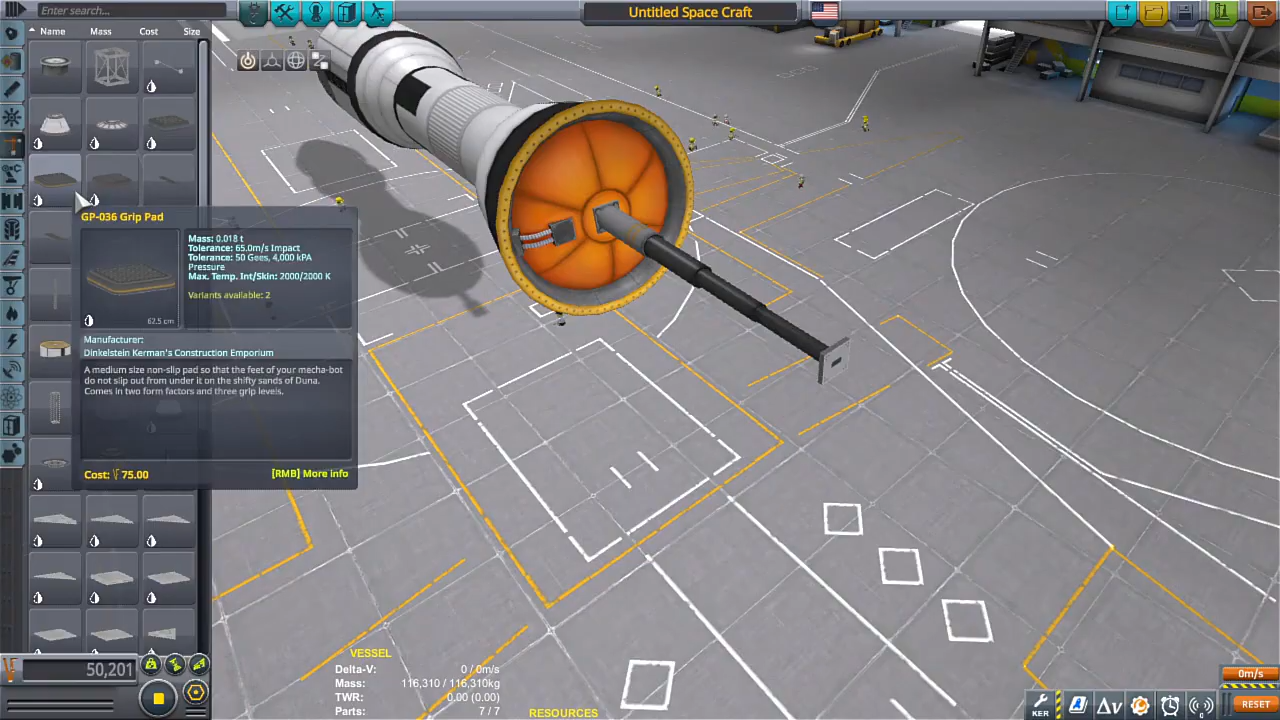 Enter search...
Untitled Space Craft
Name Mass Cost Size
GP-036 Grip Pad
Mass: 0.018 t
Tolerance: 65.0m/s Impact
Tolerance: 50 Gees, 4,000 kPA
Pressure
Max. Temp. Int/Skin: 2000/2000 K
Variants available: 2
62.5 cm
Manufacturer:
Dinkelstein Kerman's Construction Emporium
A medium size non-slip pad so that the feet of your mecha-bot
do not slip out from under it on the shifty sands of Duna.
Comes in two form factors and three grip levels.
Cost: 75.00 [RMB] More Info
50,201
VESSEL
Delta-V: 0 / 0m/s
Mass: 116,310 / 116,310kg
TWR: 0.00 (0.00)
Parts: 7 / 7
RESOURCES
0m/s
KER
Δv
RESET